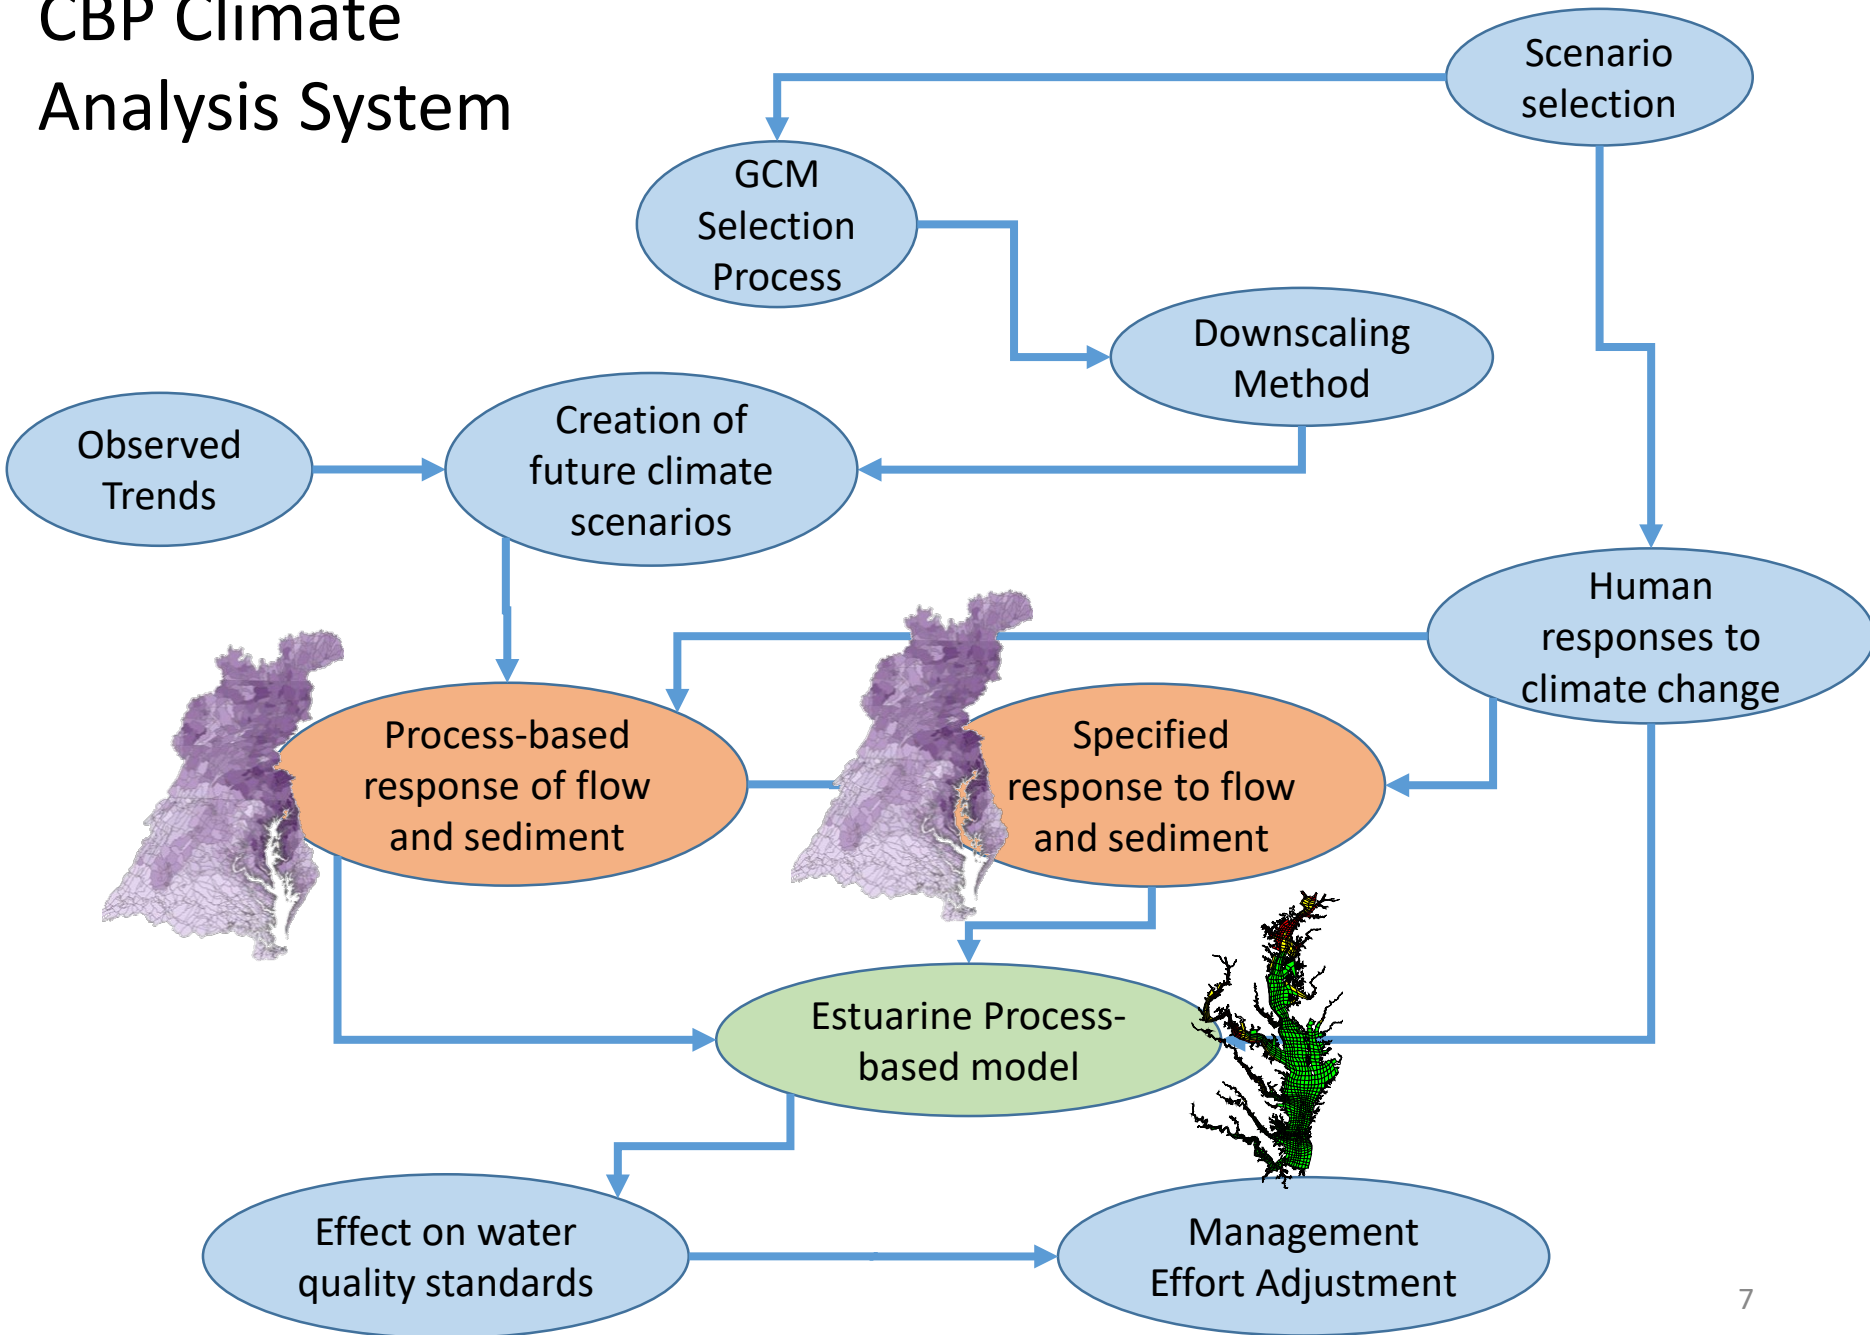 CBP Climate
Analysis System
Scenario
selection
GCM
Selection
Process
Downscaling
Method
Observed
Trends
Creation of
future climate
scenarios
Human
responses to
climate change
Process-based
response of flow
and sediment
Specified
response to flow
and sediment
Estuarine Process-
based model
Effect on water
quality standards
Management
Effort Adjustment
7